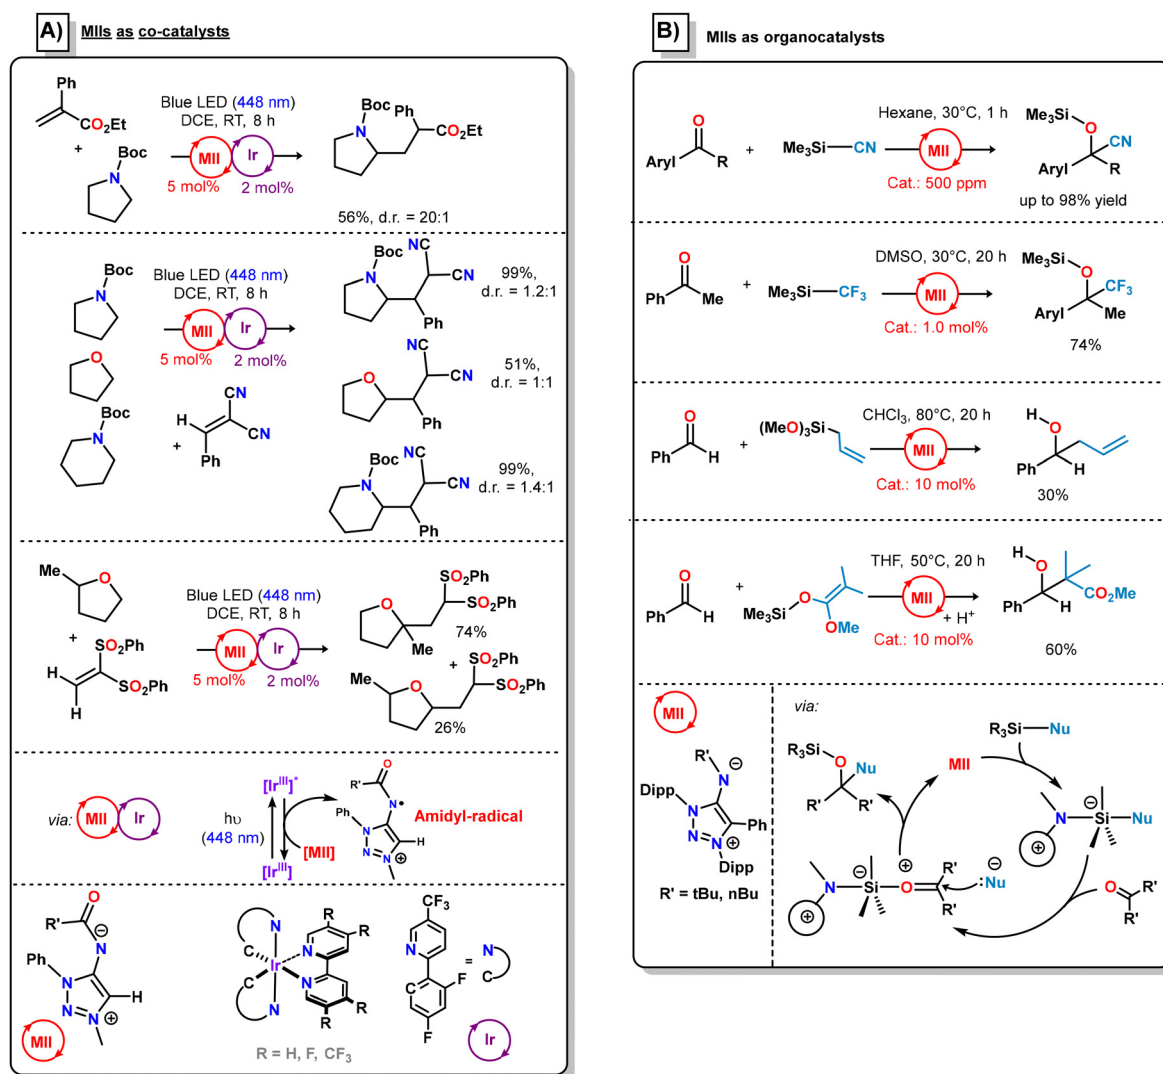 A) MIIs as co-catalysts
Ph
CO2Et
+
Boc
N
Blue LED (448 nm)
DCE, RT, 8 h
MII Ir
5 mol% 2 mol%
Boc
N
Ph
CO2Et
56%, d.r. = 20:1
Boc
N
O
Boc
N
Blue LED (448 nm)
DCE, RT, 8 h
MII Ir
5 mol% 2 mol%
+
H
CN
CN
Ph
Boc
N
NC
CN
Ph
99%,
d.r. = 1.2:1
O
NC
CN
Ph
51%,
d.r. = 1:1
Boc
N
CN
CN
Ph
99%,
d.r. = 1.4:1
Me
O
+
SO2Ph
H
SO2Ph
H
Blue LED (448 nm)
DCE, RT, 8 h
MII Ir
5 mol% 2 mol%
SO2Ph
O
SO2Ph
Me
74%
+
SO2Ph
Me
O
SO2Ph
26%
via:
MII Ir
hυ
(448 nm)
[IrIII]*
[IrIII]
[MII]
O
R'
N•
Ph
N
N
N
⊕
H
Amidyl-radical
O
R'
⊖
N
Ph
N
N
N
⊕
H
MII
N
C
Ir
C
N
N
N
R
R
R
R
R = H, F, CF3
CF3
N
C
F
F
=
N
C
Ir
B) MIIs as organocatalysts
O
Aryl
R
+
Me3Si CN
Hexane, 30°C, 1 h
MII
Cat.: 500 ppm
Me3Si
O
CN
Aryl
R
up to 98% yield
O
Ph
Me
+
Me3Si CF3
DMSO, 30°C, 20 h
MII
Cat.: 1.0 mol%
Me3Si
O
CF3
Aryl
Me
74%
O
Ph
H
+
(MeO)3Si
CHCl3, 80°C, 20 h
MII
Cat.: 10 mol%
H
O
Ph
H
30%
O
Ph
H
+
Me3Si
O
OMe
THF, 50°C, 20 h
MII
+ H+
Cat.: 10 mol%
H
O
Ph
H
CO2Me
60%
MII
R'
⊖
N
Dipp
N
N
N
⊕
Ph
Dipp
R' = tBu, nBu
via:
R3Si
O
Nu
R' R'
MII
R3Si Nu
⊖
N Si Nu
⊕
O
R' R'
⊖
⊕
N Si O
R'
R'
⊖
:Nu
⊕